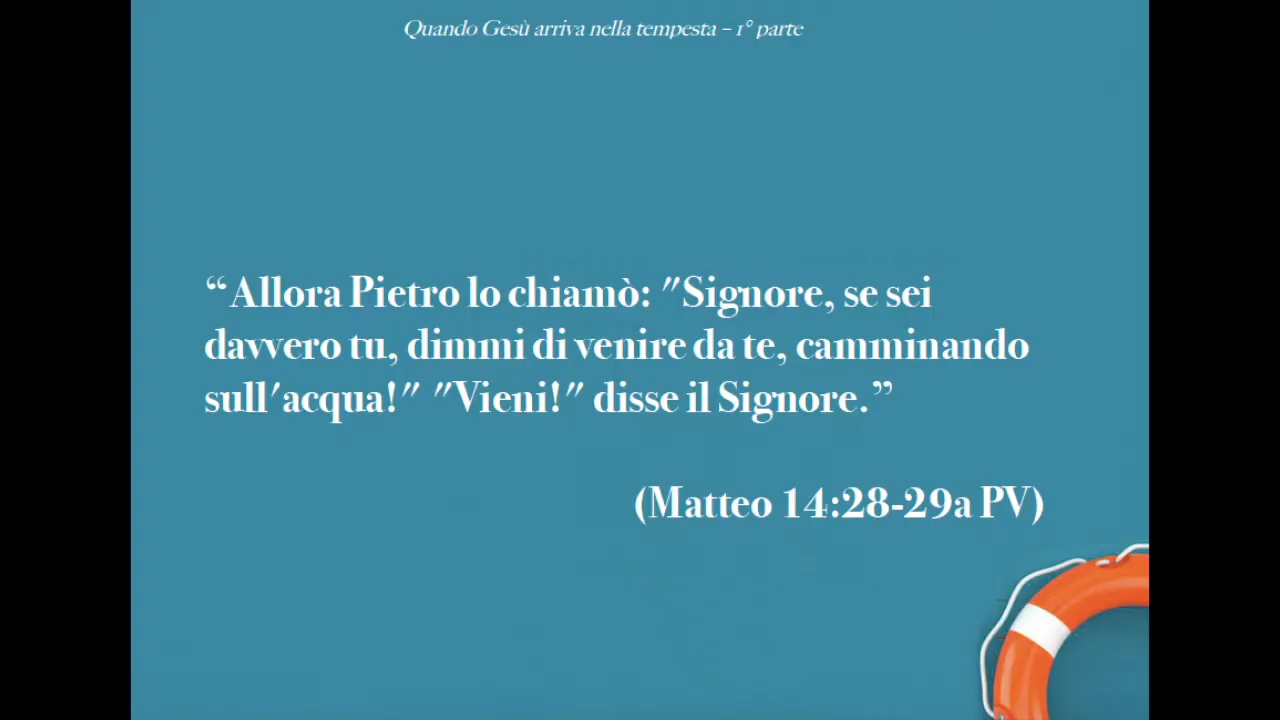 Quando Gesù arriva nella tempesta – 1° parte
“Allora Pietro lo chiamò: "Signore, se sei
davvero tu, dimmi di venire da te, camminando
sull'acqua!" "Vieni!" disse il Signore.”
(Matteo 14:28-29a PV)